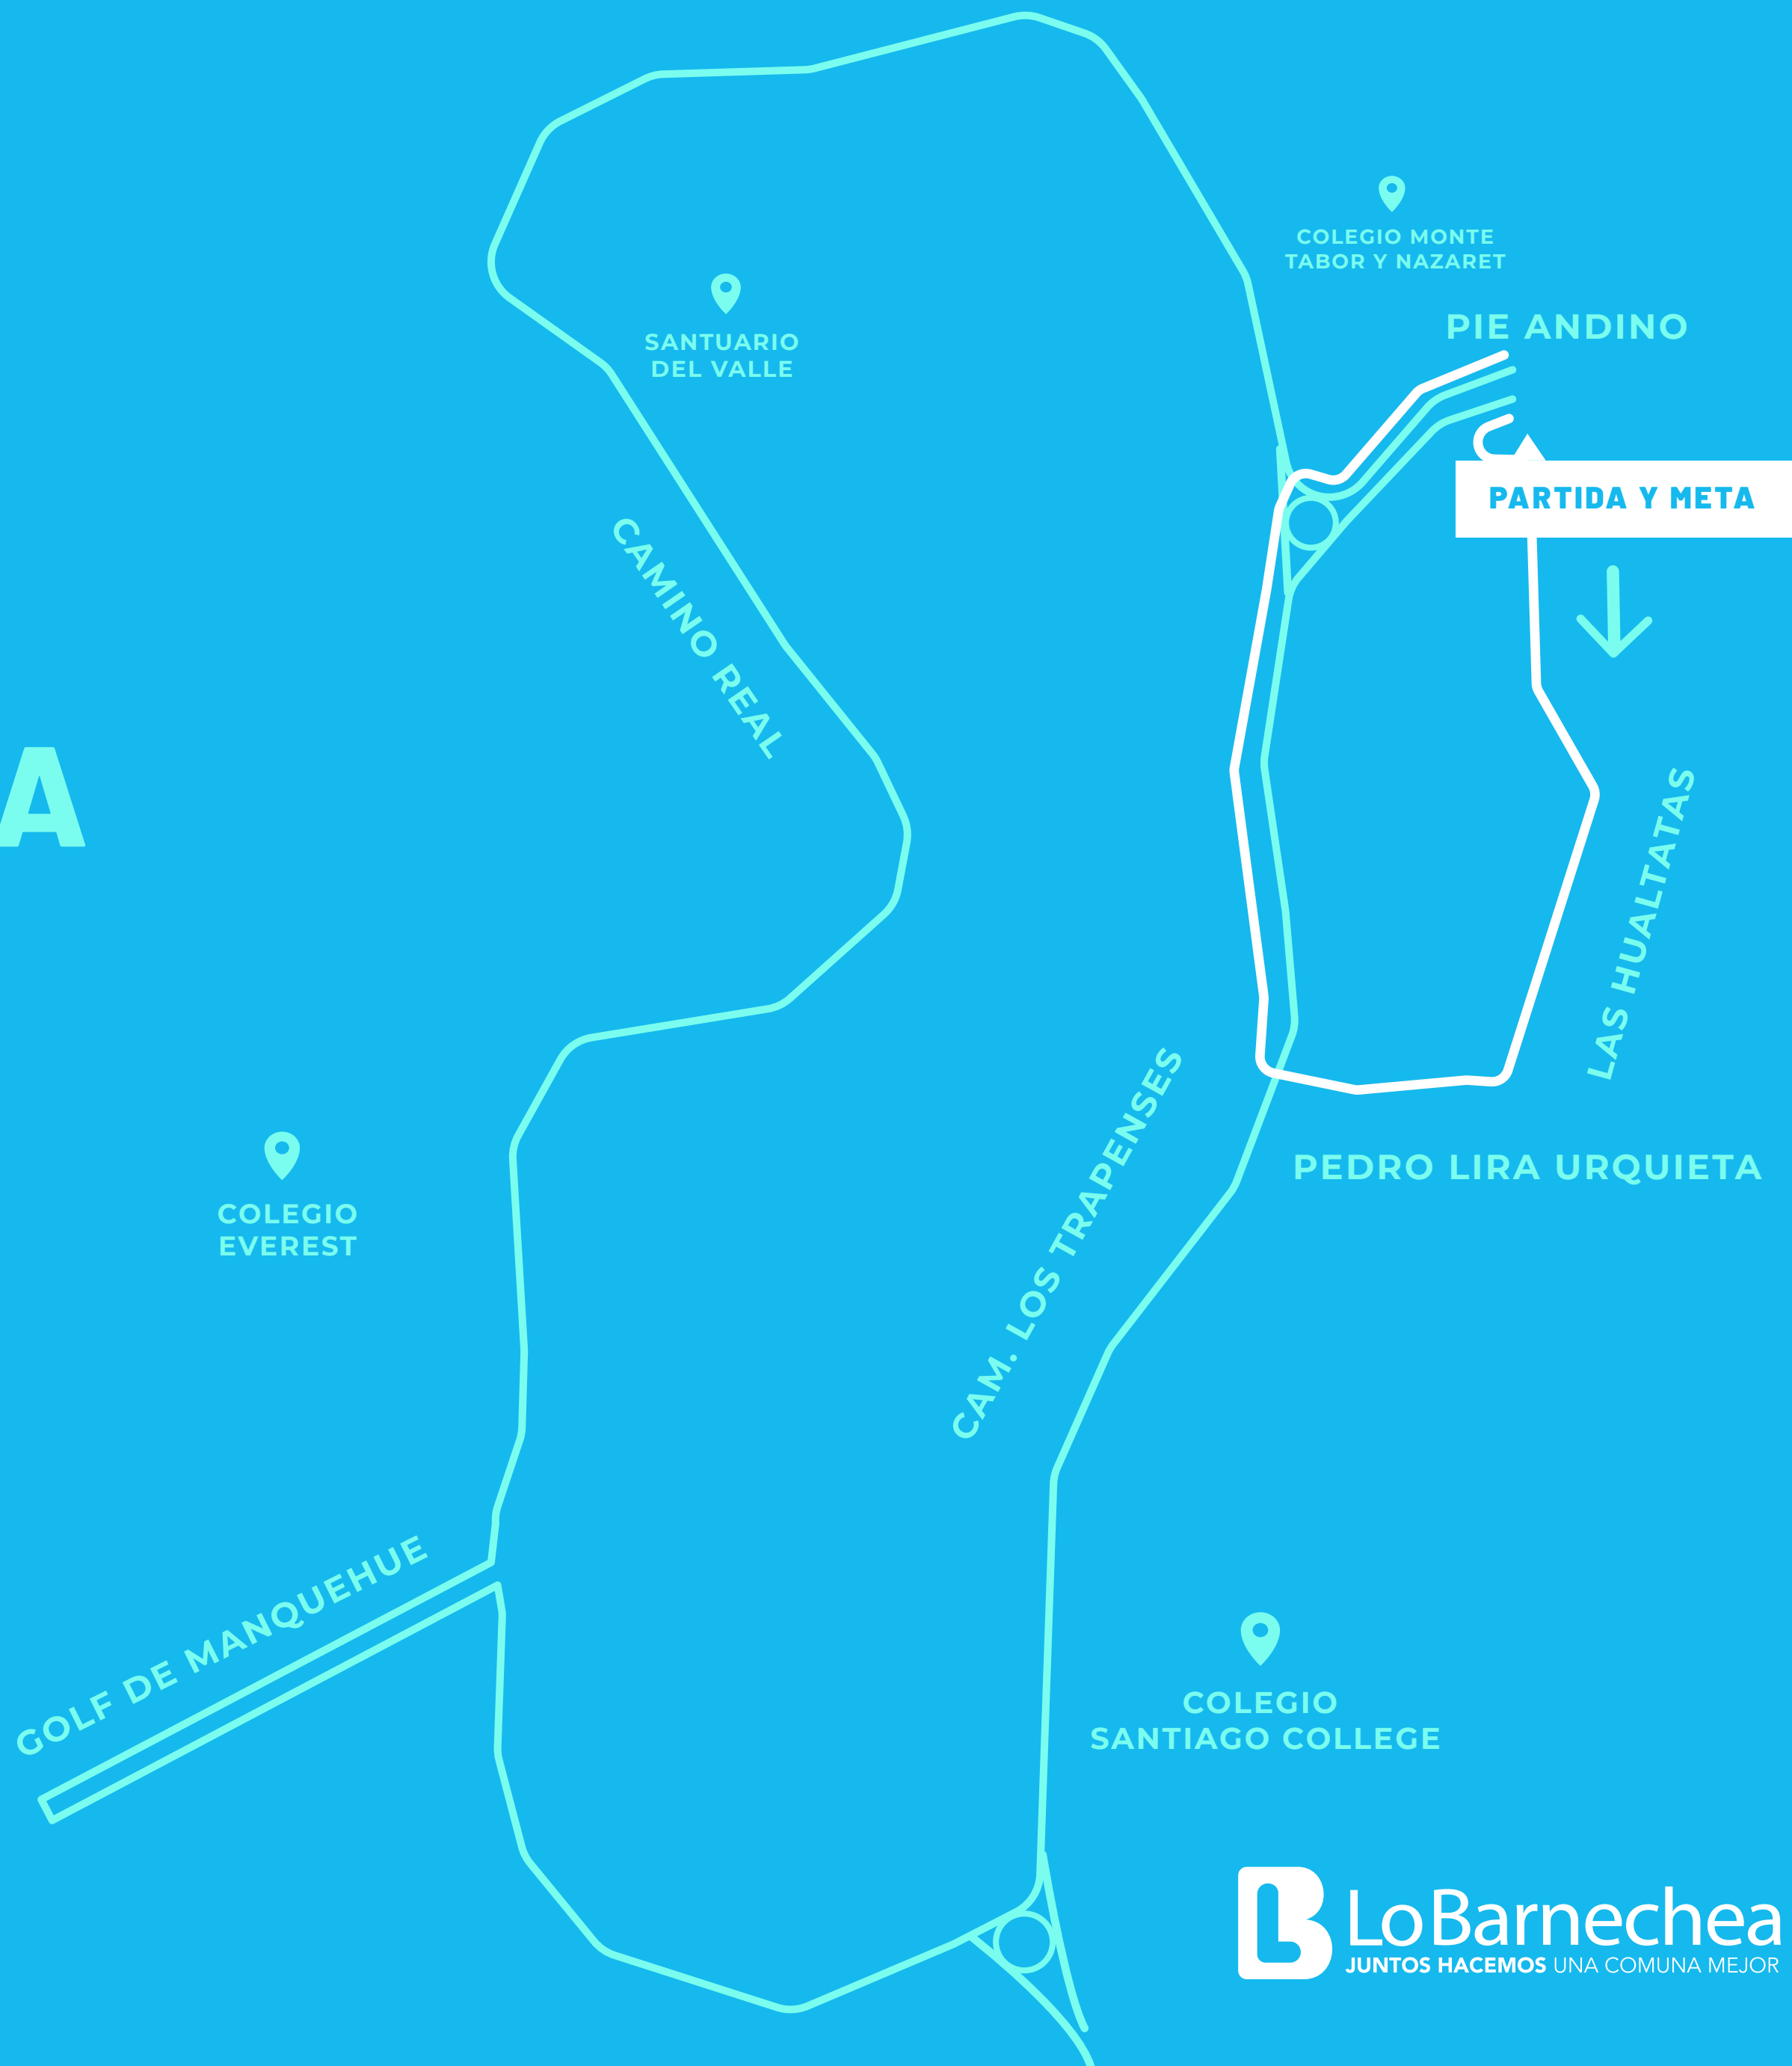 COLEGIO MONTE
TABOR Y NAZARET
PIE ANDINO
SANTUARIO
DEL VALLE
PARTIDA Y META
CAMINO REAL
A
LAS HUALTATAS
CAM. LOS TRAPENSES
PEDRO LIRA URQUIETA
COLEGIO
EVEREST
GOLF DE MANQUEHUE
COLEGIO
SANTIAGO COLLEGE
LoBarnechea
JUNTOS HACEMOS UNA COMUNA MEJOR